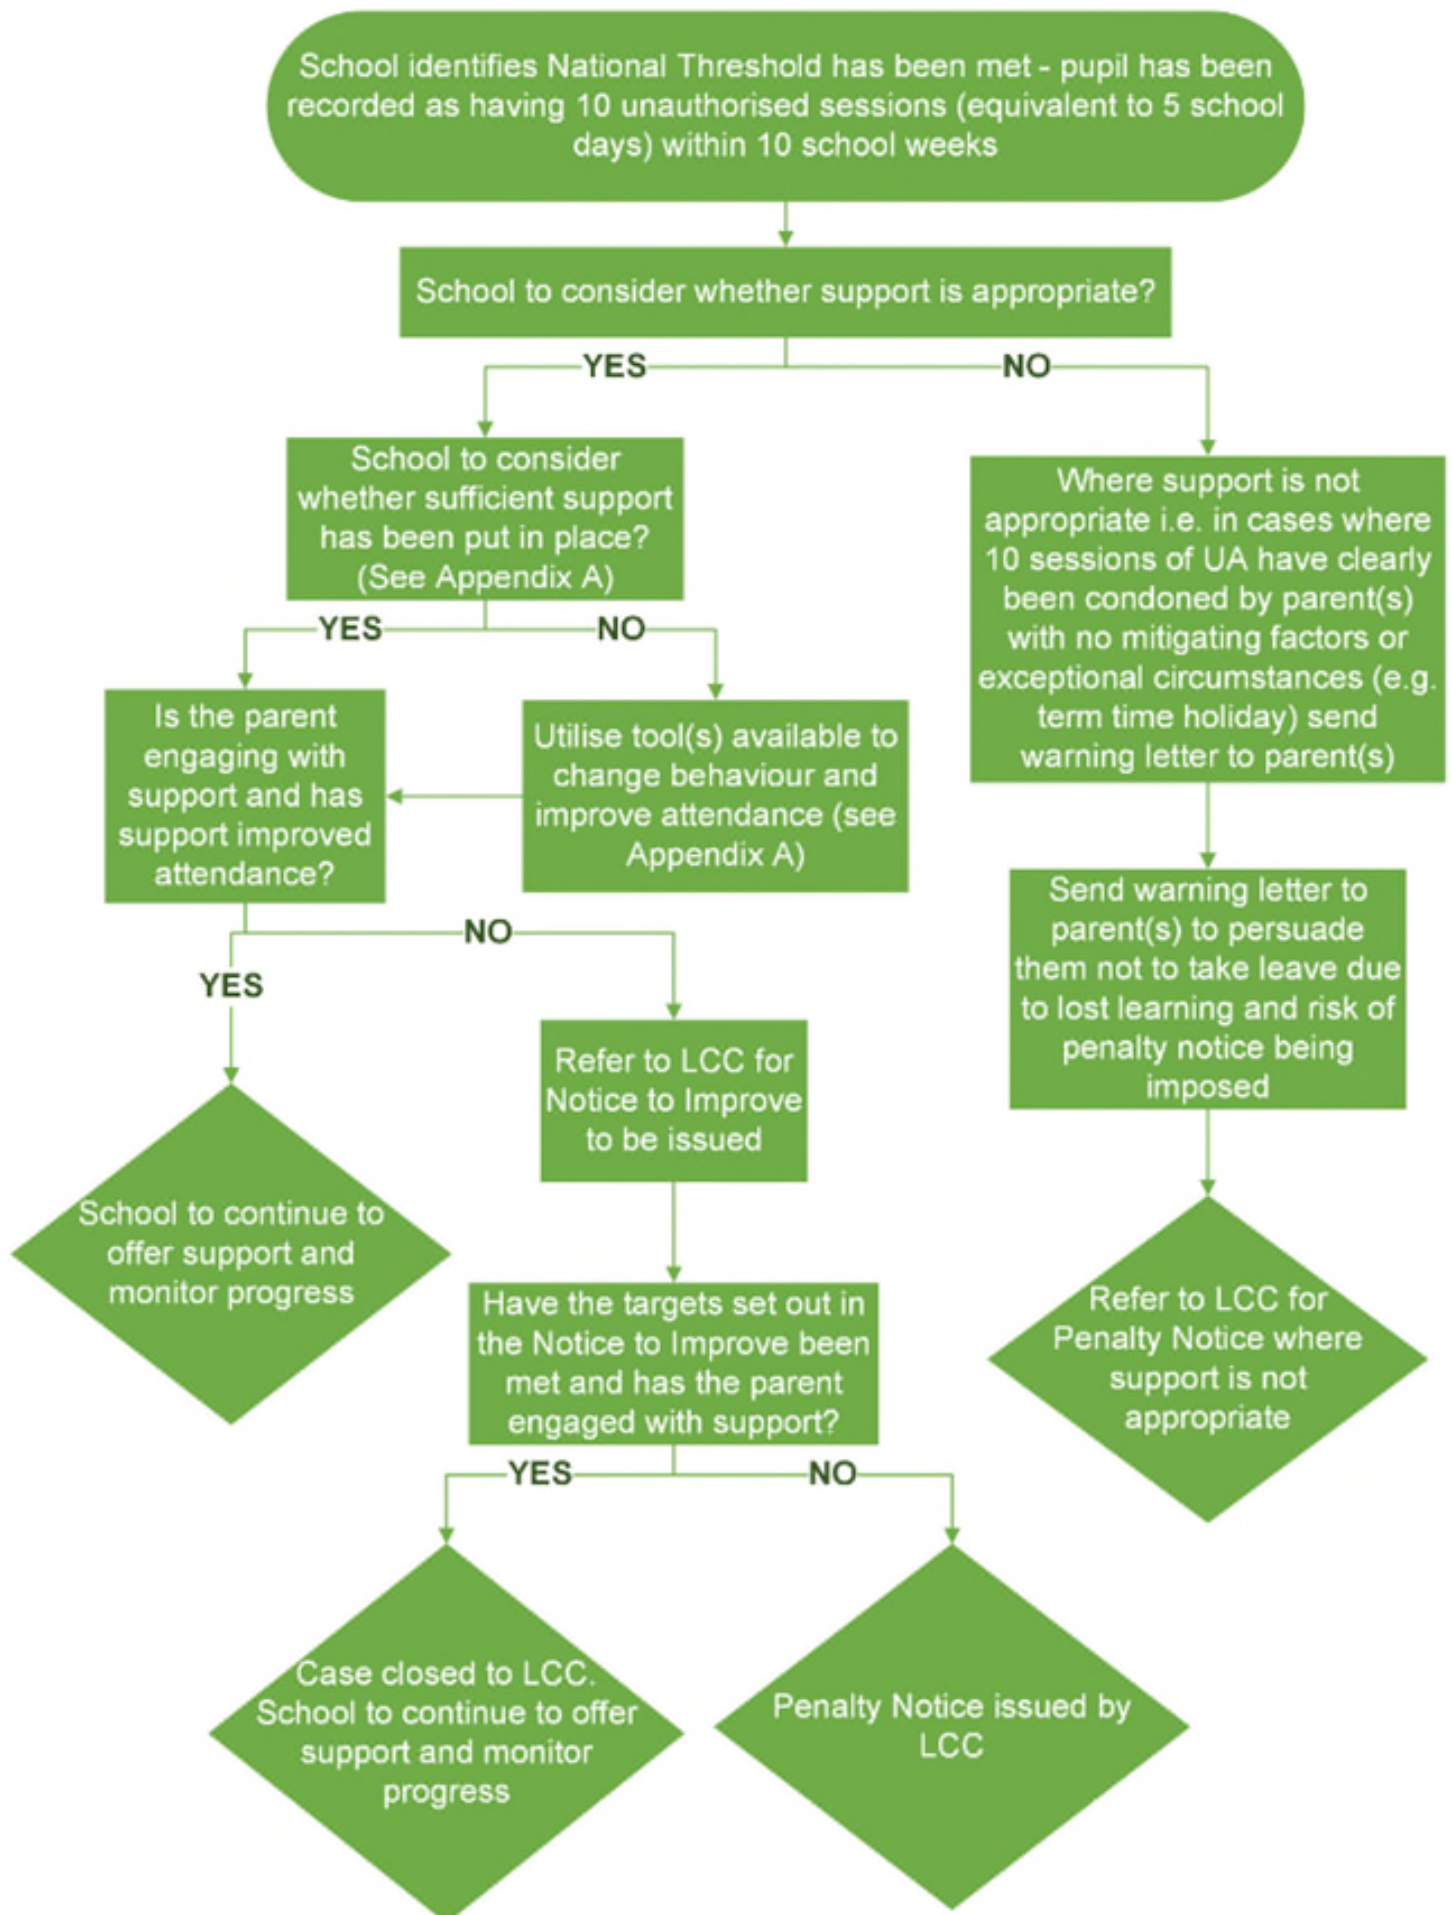 School identifies National Threshold has been met - pupil has been
recorded as having 10 unauthorised sessions (equivalent to 5 school
days) within 10 school weeks
School to consider whether support is appropriate?
YES
NO
School to consider
whether sufficient support
has been put in place?
(See Appendix A)
Where support is not
appropriate i.e. in cases where
10 sessions of UA have clearly
been condoned by parent(s)
with no mitigating factors or
exceptional circumstances (e.g.
term time holiday) send
warning letter to parent(s)
YES
NO
Is the parent
engaging with
support and has
support improved
attendance?
Utilise tool(s) available to
change behaviour and
improve attendance (see
Appendix A)
Send warning letter to
parent(s) to persuade
them not to take leave due
to lost learning and risk of
penalty notice being
imposed
NO
YES
Refer to LCC for
Notice to Improve
to be issued
School to continue to
offer support and
monitor progress
Refer to LCC for
Penalty Notice where
support is not
appropriate
Have the targets set out in
the Notice to Improve been
met and has the parent
engaged with support?
YES
NO
Case closed to LCC.
School to continue to offer
support and monitor
progress
Penalty Notice issued by
LCC